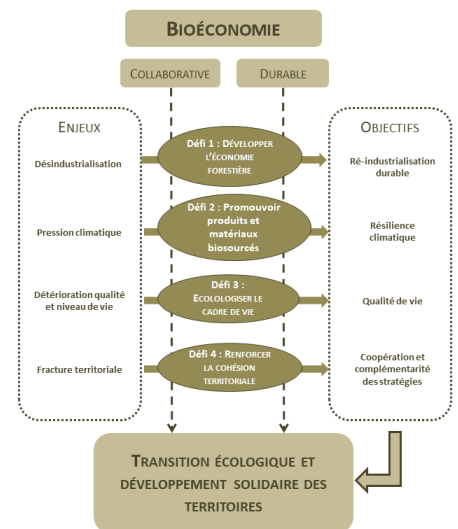 BIOÉCONOMIE
COLLABORATIVE
DURABLE
ENJEUX
OBJECTIFS
Désindustrialisation
Défi 1 : DÉVELOPPER
L'ÉCONOMIE
FORESTIÈRE
Ré-industrialisation
durable
Pression climatique
Défi 2 : Promouvoir
produits et
matériaux
biosourcés
Résilience
climatique
Détérioration qualité
et niveau de vie
Défi 3 :
ECOLOLOGISER LE
CADRE DE VIE
Qualité de vie
Fracture territoriale
Défi 4 : RENFORCER
LA COHÉSION
TERRITORIALE
Coopération et
complémentarité
des stratégies
TRANSITION ÉCOLOGIQUE ET
DÉVELOPPEMENT SOLIDAIRE DES
TERRITOIRES